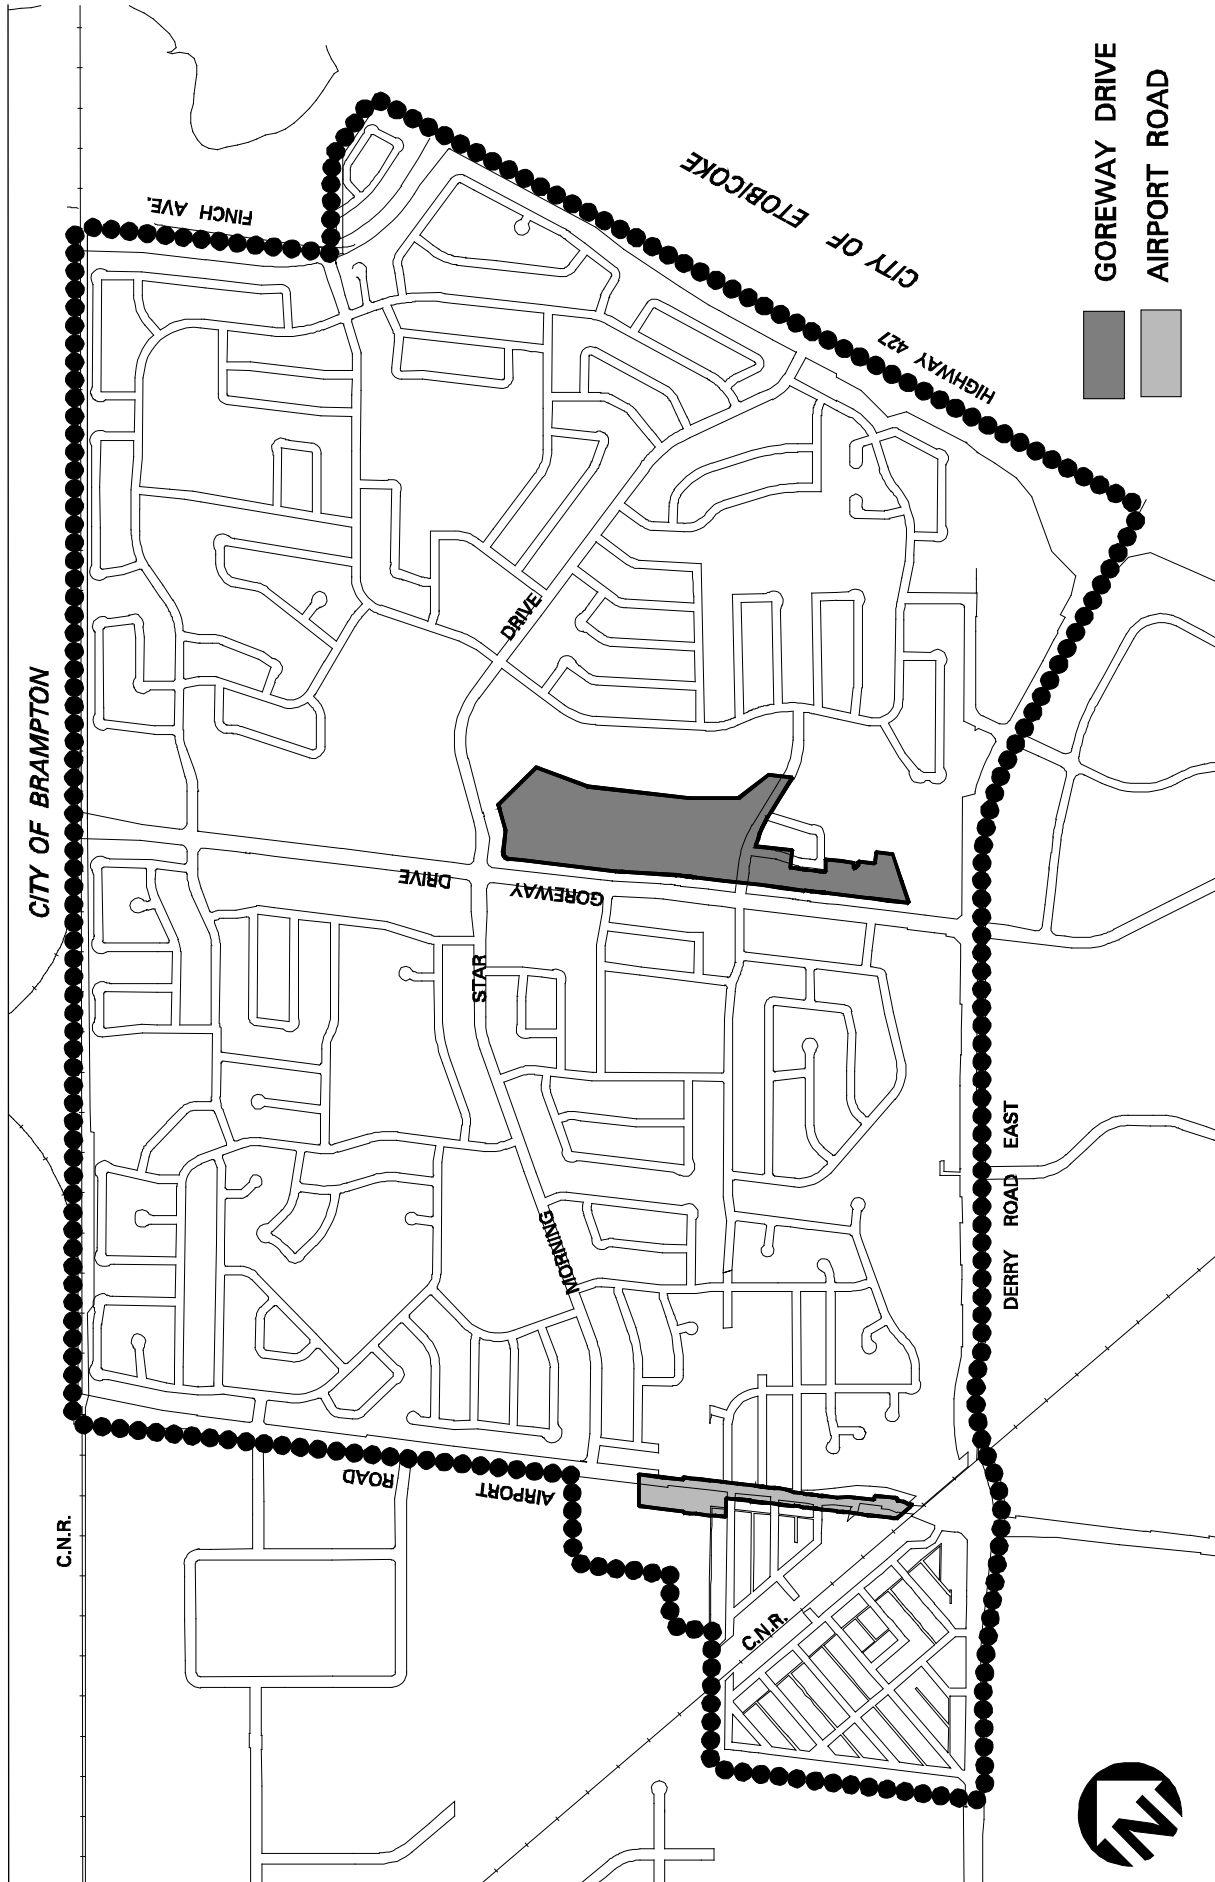 GOREWAY DRIVE
AIRPORT ROAD
FINCH AVE.
CITY OF ETOBICOKE
HIGHWAY 427
CITY OF BRAMPTON
DRIVE
GOREWAY
DRIVE
STAR
MORNING
DERRY ROAD EAST
AIRPORT
ROAD
C.N.R.
C.N.R.
N